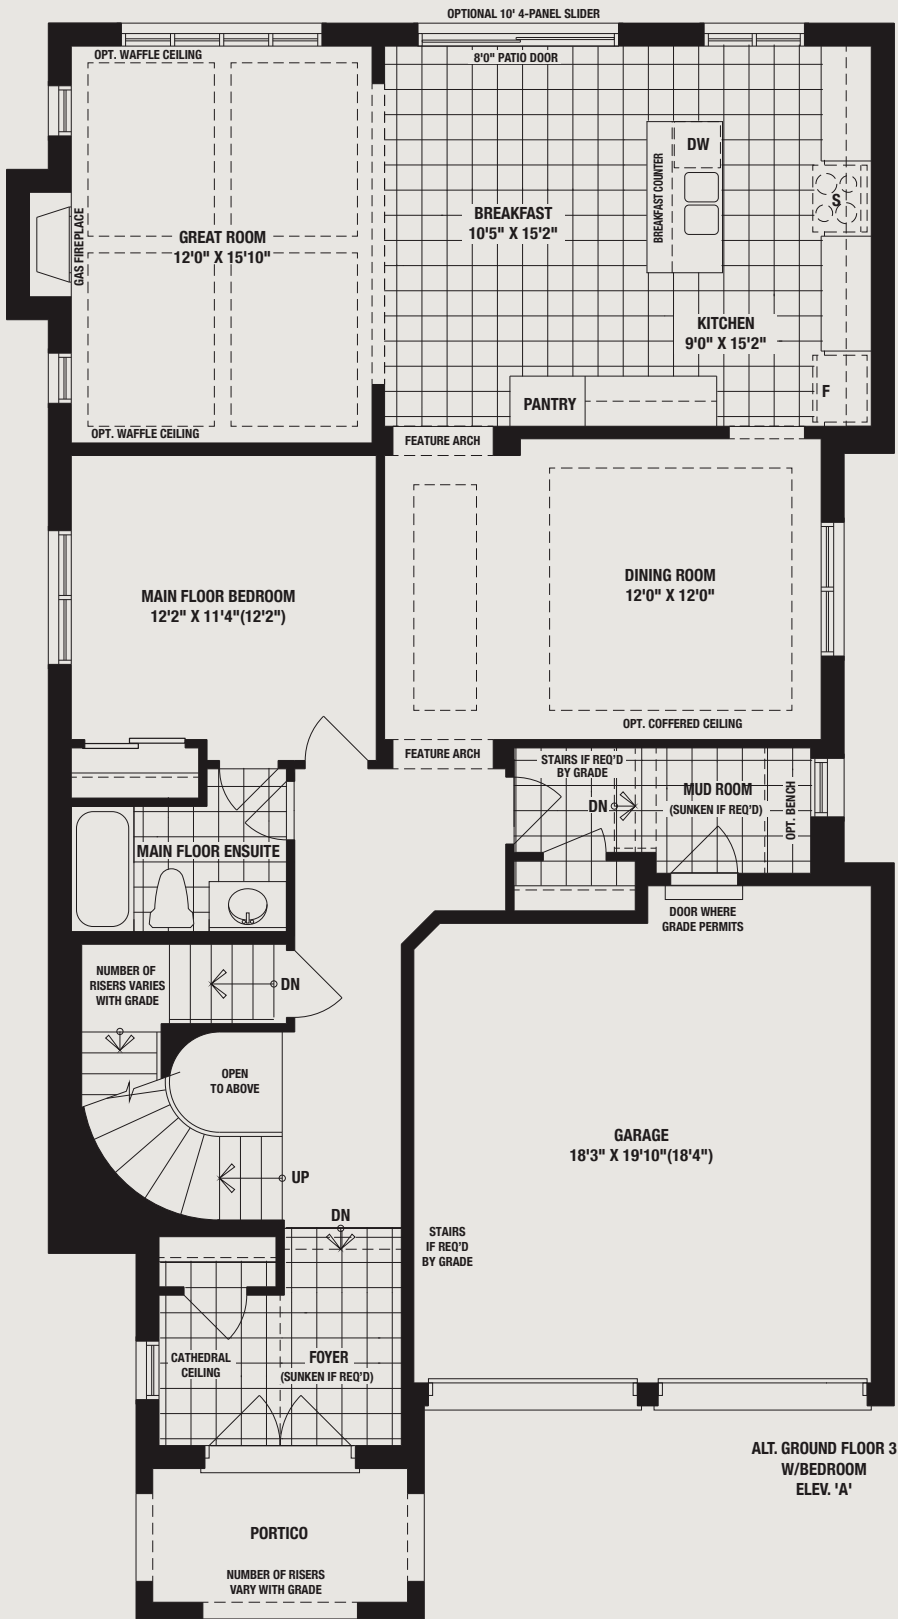 OPTIONAL 10' 4-PANEL SLIDER
OPT. WAFFLE CEILING
8'0" PATIO DOOR
DW
BREAKFAST COUNTER
S
GAS FIREPLACE
GREAT ROOM
12'0" X 15'10"
BREAKFAST
10'5" X 15'2"
KITCHEN
9'0" X 15'2"
F
PANTRY
OPT. WAFFLE CEILING
FEATURE ARCH
MAIN FLOOR BEDROOM
12'2" X 11'4"(12'2")
DINING ROOM
12'0" X 12'0"
OPT. COFFERED CEILING
FEATURE ARCH
STAIRS IF REQ'D
BY GRADE
DN
MUD ROOM
(SUNKEN IF REQ'D)
OPT. BENCH
MAIN FLOOR ENSUITE
DOOR WHERE
GRADE PERMITS
NUMBER OF
RISERS VARIES
WITH GRADE
DN
OPEN
TO ABOVE
GARAGE
18'3" X 19'10"(18'4")
UP
DN
STAIRS
IF REQ'D
BY GRADE
CATHEDRAL
CEILING
FOYER
(SUNKEN IF REQ'D)
ALT. GROUND FLOOR 3
W/BEDROOM
ELEV. 'A'
PORTICO
NUMBER OF RISERS
VARY WITH GRADE